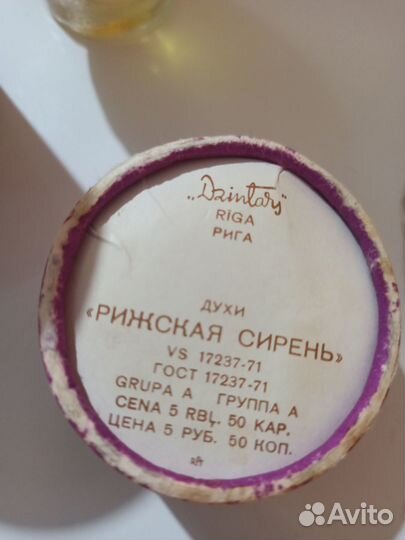 „Dzintars"
RĪGA
РИГА
ДУХИ
«РИЖСКАЯ СИРЕНЬ»
VS 17237-71
ГОСТ 17237-71
GRUPA A ГРУППА А
CENA 5 RBĻ. 50 KAP.
ЦЕНА 5 РУБ. 50 КОП.
Avito